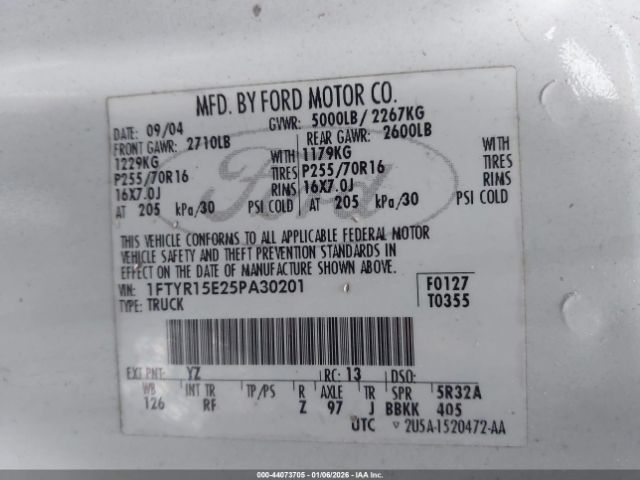 MFD. BY FORD MOTOR CO.
DATE: 09/04 GVWR: 5000LB/ 2267KG
FRONT GAWR: 2710LB REAR GAWR: 2600LB
1229KG WITH 1179KG WITH
P255/70R16 TIRES P255/70R16 TIRES
16X7.0J RIMS 16X7.0J RIMS
AT 205 kPa/30 PSI COLD AT 205 kPa/30 PSI COLD
Ford
THIS VEHICLE CONFORMS TO ALL APPLICABLE FEDERAL MOTOR
VEHICLE SAFETY AND THEFT PREVENTION STANDARDS IN
EFFECT ON THE DATE OF MANUFACTURE SHOWN ABOVE.
VIN: 1FTYR15E25PA30201 F0127
TYPE: TRUCK T0355
EXT PNT: YZ RC: 13 DSO:
WB INT TR TP/PS R AXLE TR SPR 5R32A
126 RF Z 97 J BBKK 405
UTC ▽ 2U5A-1520472-AA
000-44073705 - 01/06/2026 - IAAI.COM